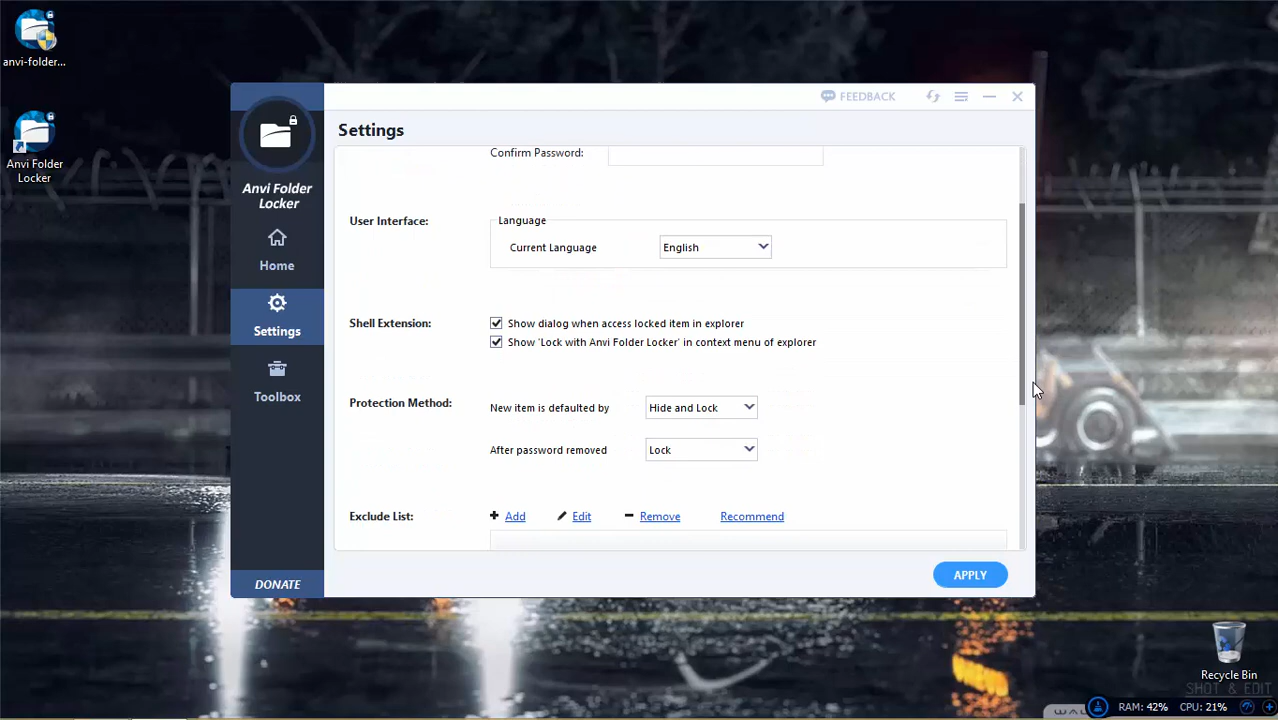 anvi-folder...
Anvi Folder
Locker
FEEDBACK
Settings
Anvi Folder
Locker
Home
Settings
Toolbox
DONATE
Confirm Password:
User Interface:
Language
Current Language
English
Shell Extension:
Show dialog when access locked item in explorer
Show 'Lock with Anvi Folder Locker' in context menu of explorer
Protection Method:
New item is defaulted by
Hide and Lock
After password removed
Lock
Exclude List:
Add
Edit
Remove
Recommend
APPLY
Recycle Bin
SHOT & EDIT
RAM: 42%
CPU: 21%